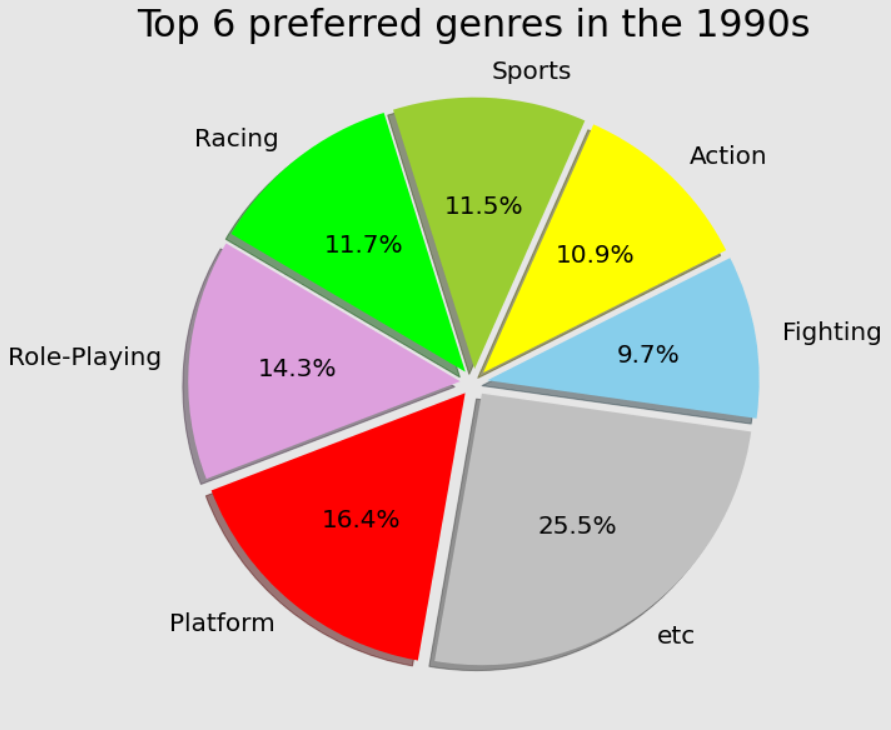 Top 6 preferred genres in the 1990s
Sports
Racing
Action
11.5%
11.7%
10.9%
Fighting
Role-Playing
14.3%
9.7%
16.4%
25.5%
Platform
etc